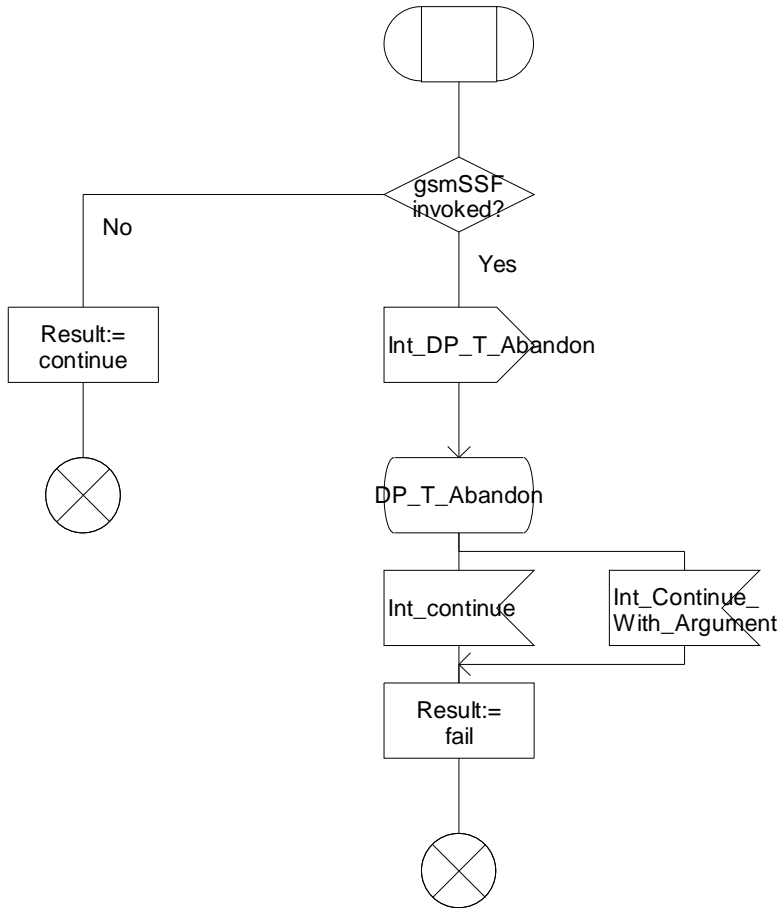 gsmSSF
invoked?
No
Yes
Result:=
continue
Int_DP_T_Abandon
DP_T_Abandon
Int_continue
Int_Continue_
With_Argument
Result:=
fail